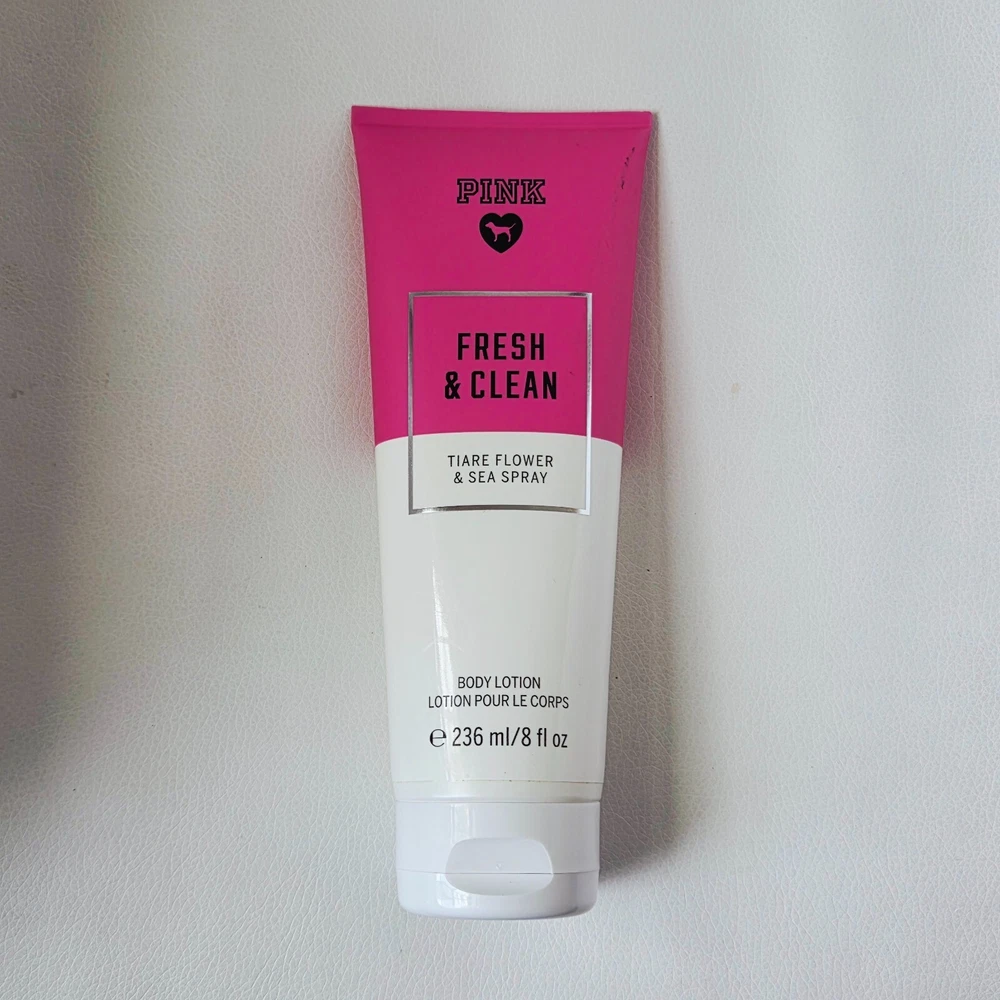 PINK
FRESH
& CLEAN
TIARE FLOWER
& SEA SPRAY
BODY LOTION
LOTION POUR LE CORPS
℮ 236 ml/8 fl oz